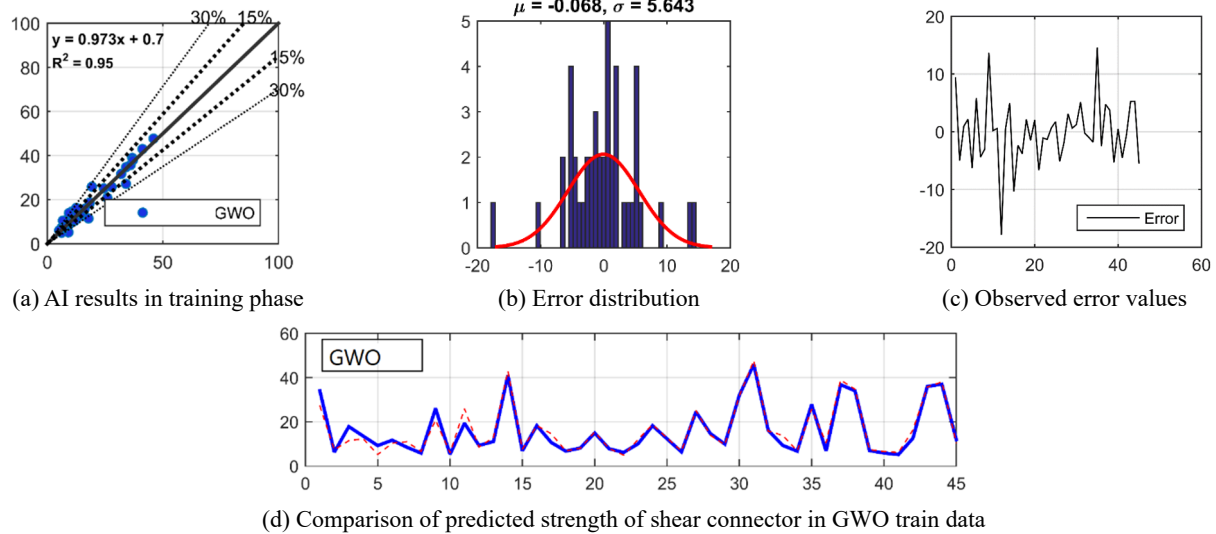 μ = -0.068, σ = 5.643
30% 15%
100
80
60
40
20
0
y = 0.973x + 0.7
R² = 0.95
15%
30%
GWO
0 50 100
5
4
3
2
1
0
-20 -10 0 10 20
20
10
0
-10
-20
Error
0 20 40 60
(a) AI results in training phase
(b) Error distribution
(c) Observed error values
60
40
20
0
GWO
0 5 10 15 20 25 30 35 40 45
(d) Comparison of predicted strength of shear connector in GWO train data